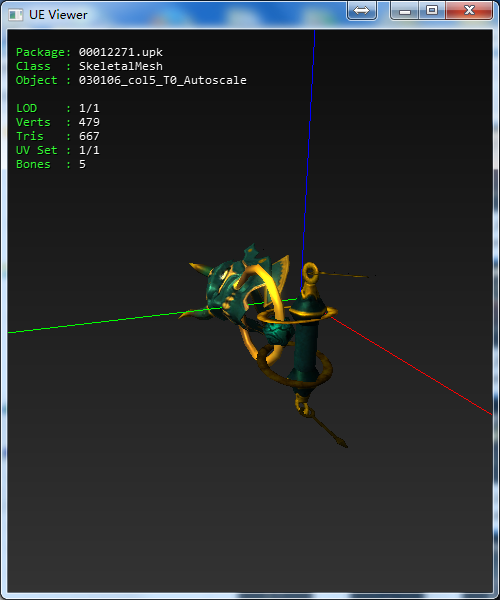 UE Viewer
Package: 00012271.upk
Class : SkeletalMesh
Object : 030106_col5_T0_Autoscale
LOD : 1/1
Verts : 479
Tris : 667
UV Set : 1/1
Bones : 5